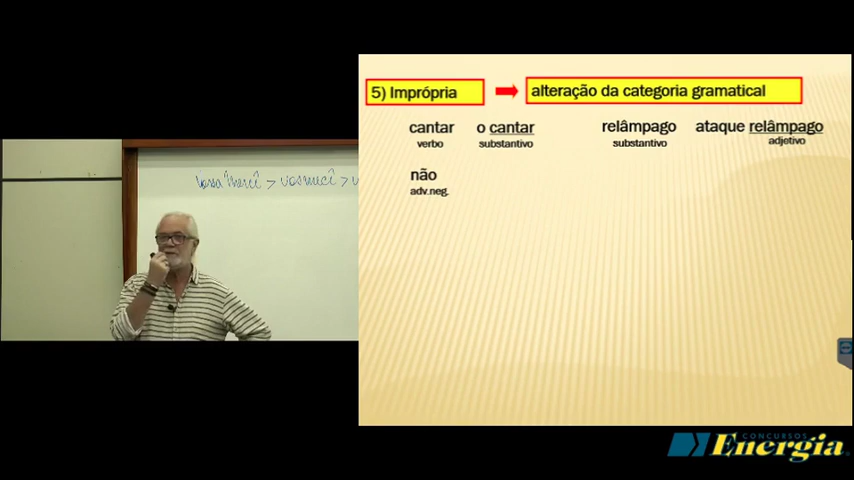 5) Imprópria alteração da categoria gramatical
cantar o cantar relâmpago ataque relâmpago
verbo substantivo substantivo adjetivo
não
adv.neg.
vossa mercê > vosmecê >
CONCURSOS
Energia